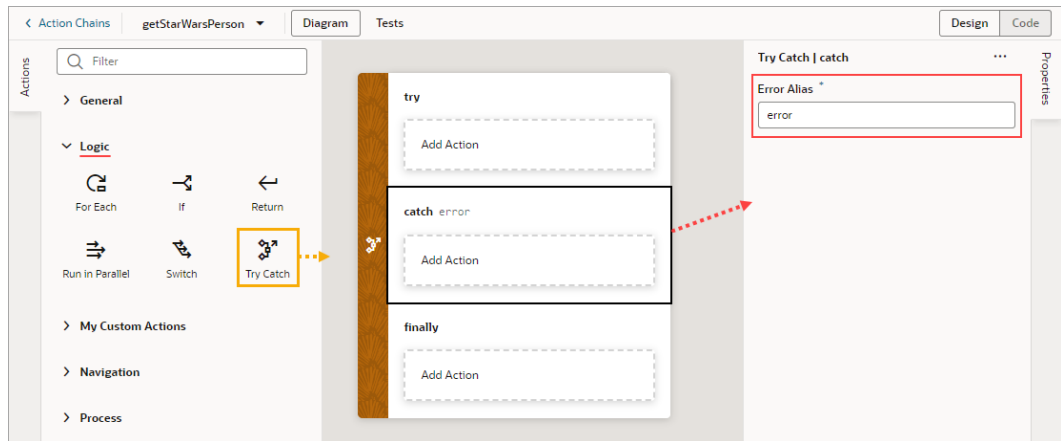 Action Chains getStarWarsPerson Diagram Tests Design Code
Actions
Filter
General
Logic
For Each If Return
Run in Parallel Switch Try Catch
My Custom Actions
Navigation
Process
try
Add Action
catch error
Add Action
finally
Add Action
Try Catch | catch ...
Error Alias *
error
Properties